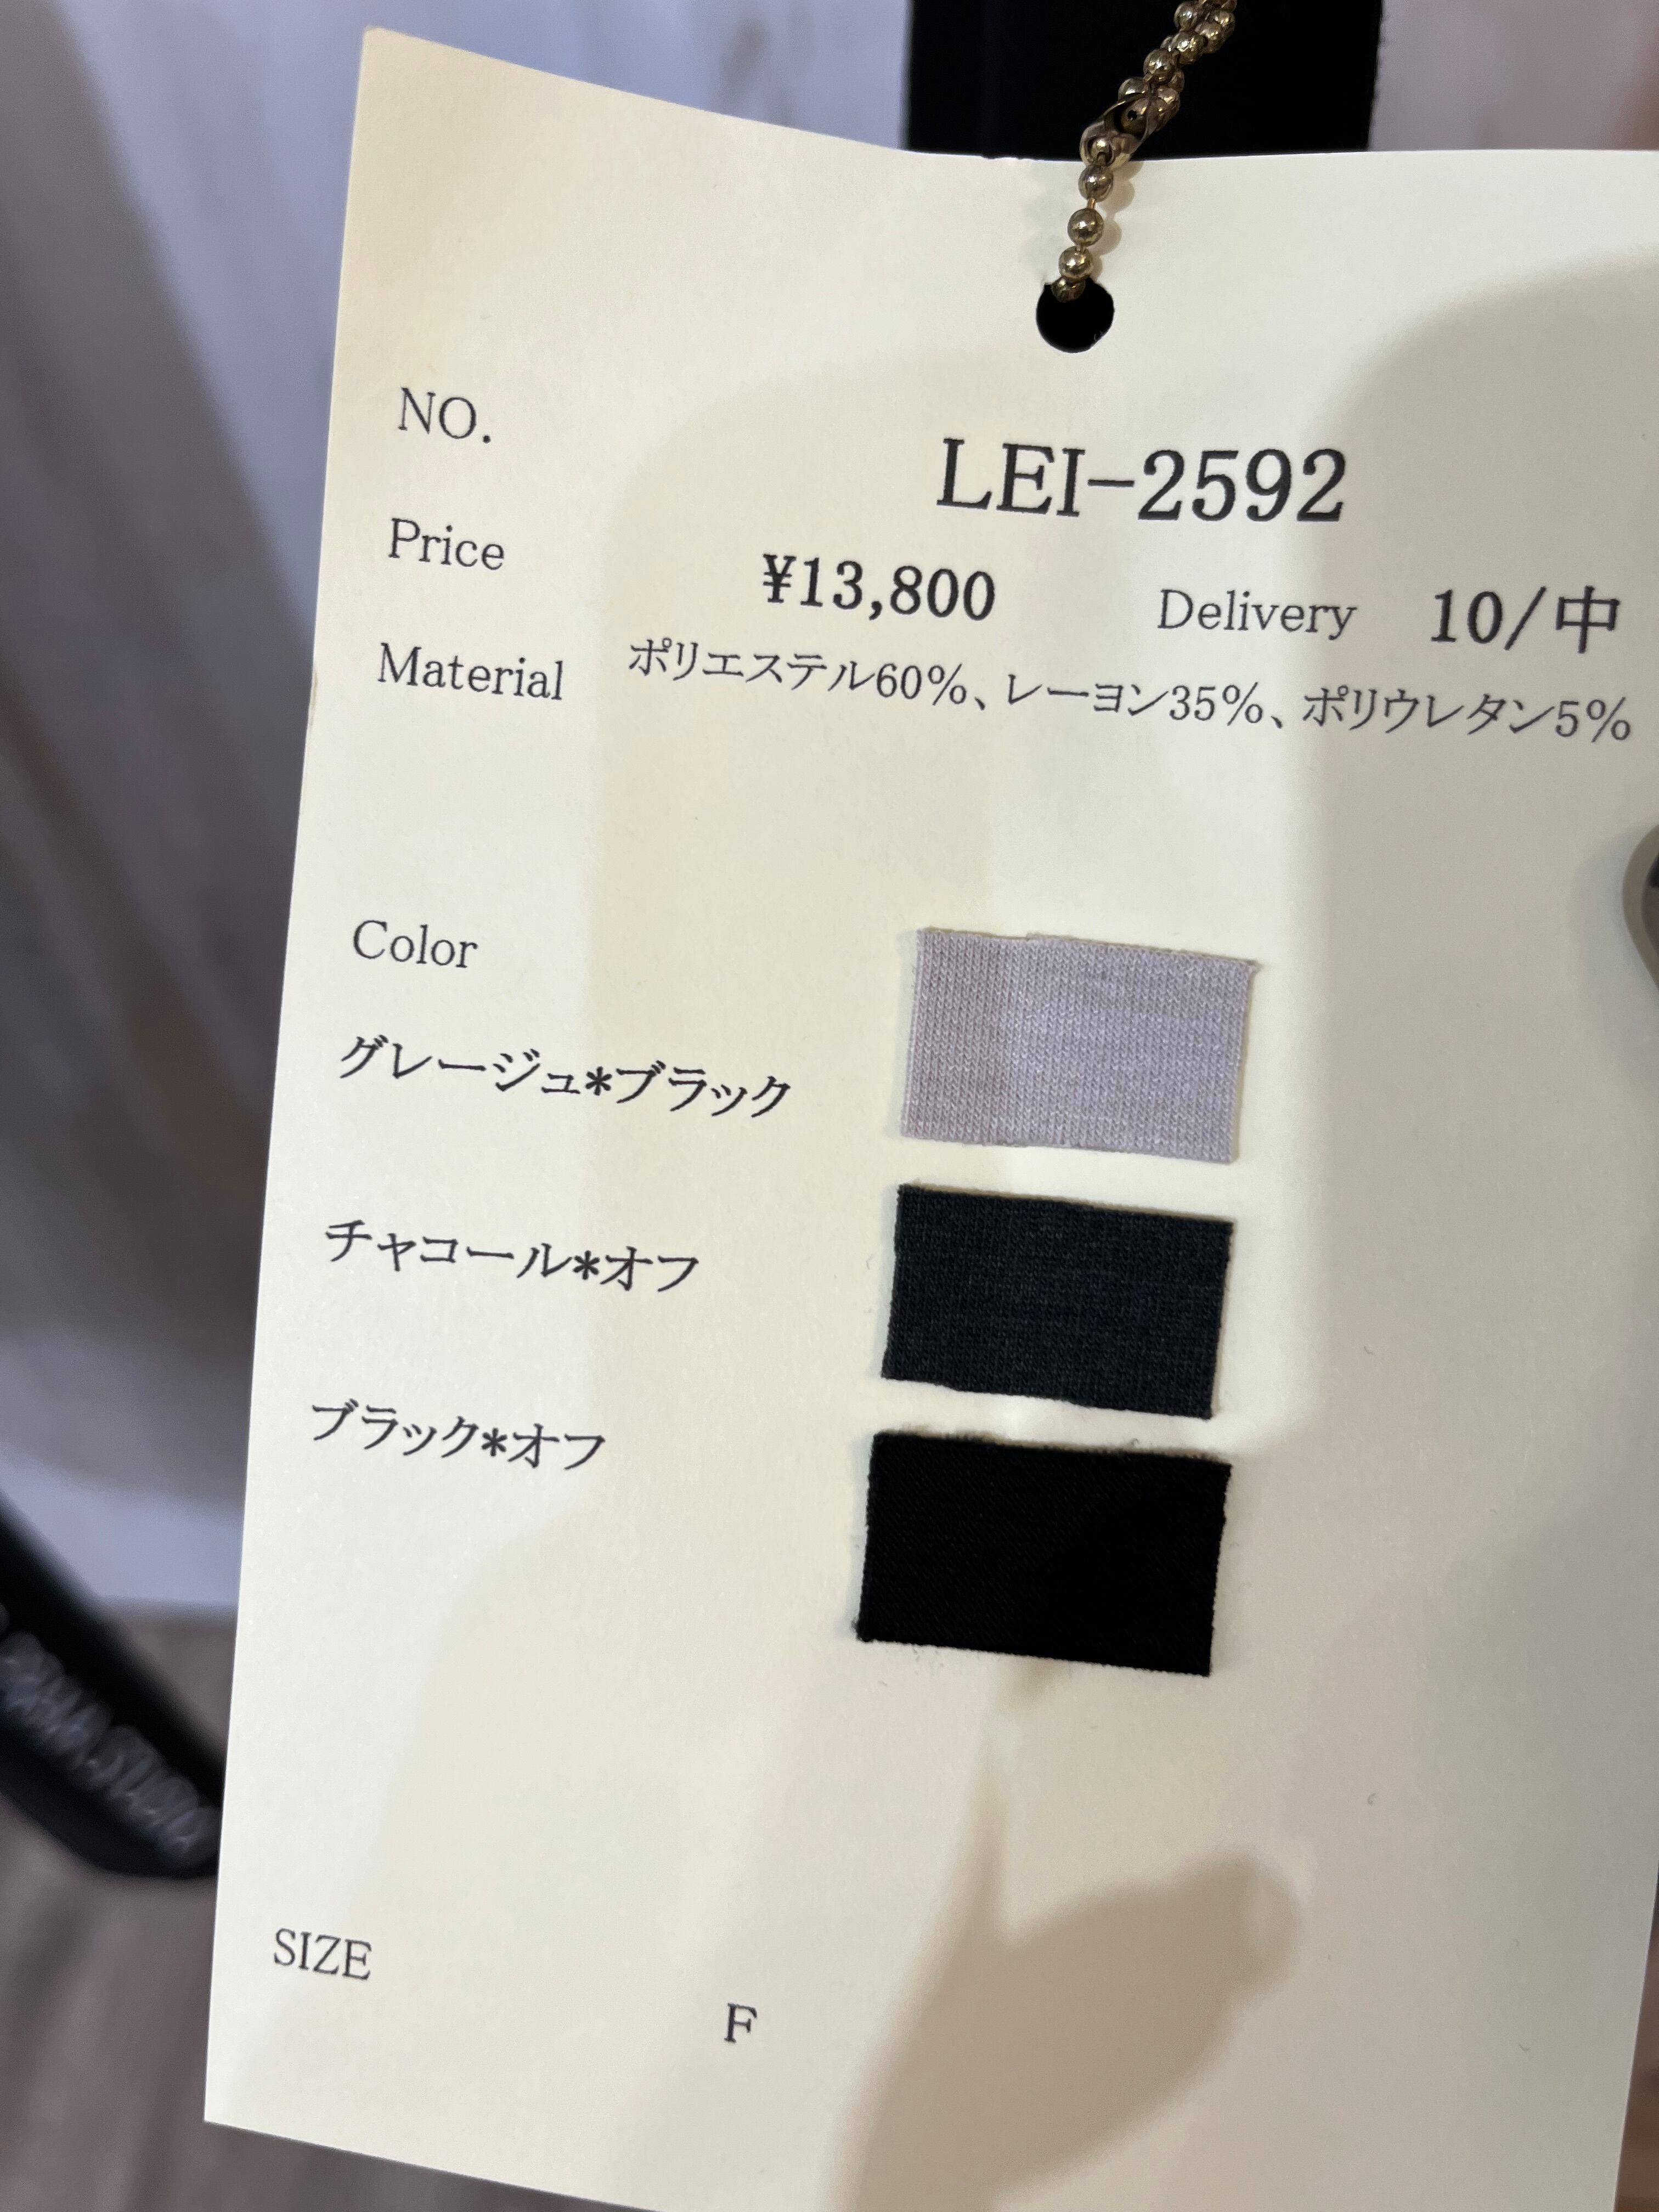 NO.
LEI-2592
Price
¥13,800
Delivery
10/中
Material
ポリエステル60%、レーヨン35%、ポリウレタン5%
Color
グレージュ*ブラック
チャコール*オフ
ブラック*オフ
SIZE
F